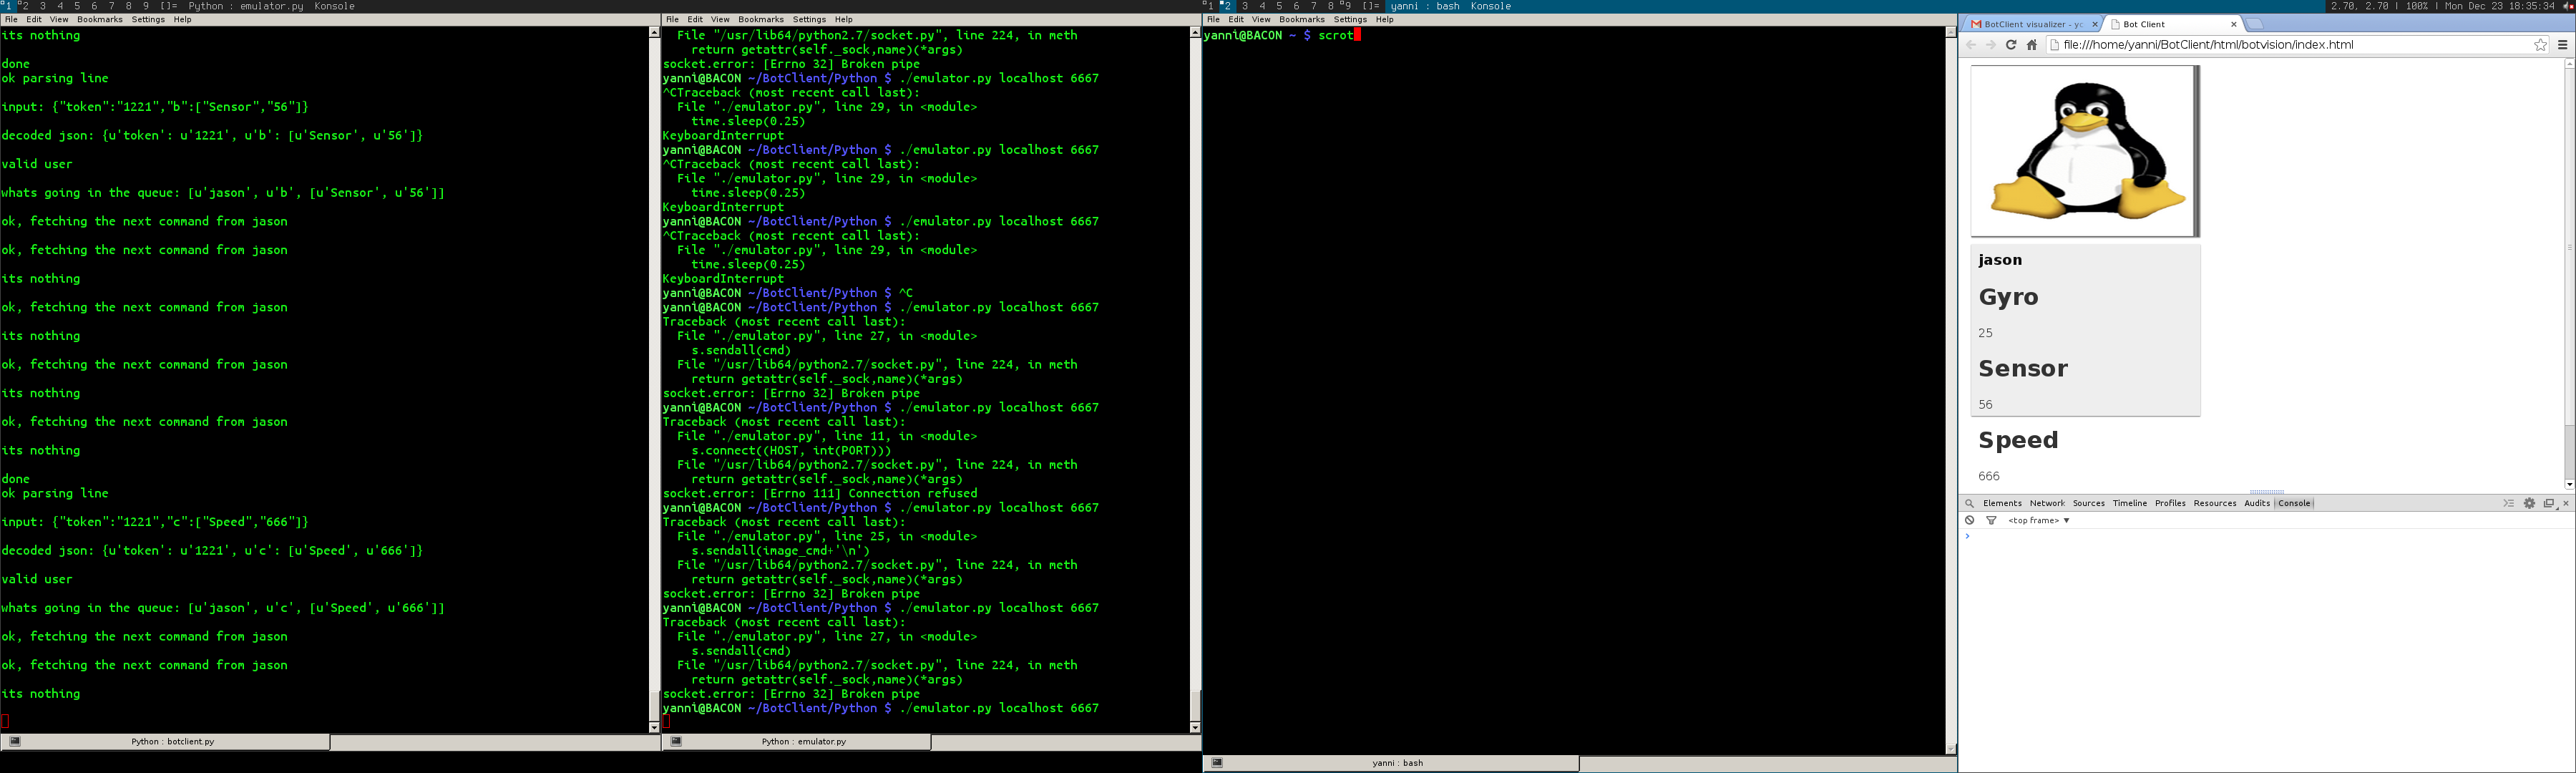 1 2 3 4 5 6 7 8 9 []= Python : emulator.py Konsole
File Edit View Bookmarks Settings Help
its nothing
done
ok parsing line
input: {"token":"1221","b":["Sensor","56"]}
decoded json: {u'token': u'1221', u'b': [u'Sensor', u'56']}
valid user
whats going in the queue: [u'jason', u'b', [u'Sensor', u'56']]
ok, fetching the next command from jason
ok, fetching the next command from jason
its nothing
ok, fetching the next command from jason
its nothing
ok, fetching the next command from jason
its nothing
ok, fetching the next command from jason
its nothing
done
ok parsing line
input: {"token":"1221","c":["Speed","666"]}
decoded json: {u'token': u'1221', u'c': [u'Speed', u'666']}
valid user
whats going in the queue: [u'jason', u'c', [u'Speed', u'666']]
ok, fetching the next command from jason
ok, fetching the next command from jason
its nothing
Python : botclient.py
File Edit View Bookmarks Settings Help
File "/usr/lib64/python2.7/socket.py", line 224, in meth
return getattr(self._sock,name)(*args)
socket.error: [Errno 32] Broken pipe
yanni@BACON ~/BotClient/Python $ ./emulator.py localhost 6667
^CTraceback (most recent call last):
File "./emulator.py", line 29, in <module>
time.sleep(0.25)
KeyboardInterrupt
yanni@BACON ~/BotClient/Python $ ./emulator.py localhost 6667
^CTraceback (most recent call last):
File "./emulator.py", line 29, in <module>
time.sleep(0.25)
KeyboardInterrupt
yanni@BACON ~/BotClient/Python $ ./emulator.py localhost 6667
^CTraceback (most recent call last):
File "./emulator.py", line 29, in <module>
time.sleep(0.25)
KeyboardInterrupt
yanni@BACON ~/BotClient/Python $ ^C
yanni@BACON ~/BotClient/Python $ ./emulator.py localhost 6667
Traceback (most recent call last):
File "./emulator.py", line 27, in <module>
s.sendall(cmd)
File "/usr/lib64/python2.7/socket.py", line 224, in meth
return getattr(self._sock,name)(*args)
socket.error: [Errno 32] Broken pipe
yanni@BACON ~/BotClient/Python $ ./emulator.py localhost 6667
Traceback (most recent call last):
File "./emulator.py", line 11, in <module>
s.connect((HOST, int(PORT)))
File "/usr/lib64/python2.7/socket.py", line 224, in meth
return getattr(self._sock,name)(*args)
socket.error: [Errno 111] Connection refused
yanni@BACON ~/BotClient/Python $ ./emulator.py localhost 6667
Traceback (most recent call last):
File "./emulator.py", line 25, in <module>
s.sendall(image_cmd+'\n')
File "/usr/lib64/python2.7/socket.py", line 224, in meth
return getattr(self._sock,name)(*args)
socket.error: [Errno 32] Broken pipe
yanni@BACON ~/BotClient/Python $ ./emulator.py localhost 6667
Traceback (most recent call last):
File "./emulator.py", line 27, in <module>
s.sendall(cmd)
File "/usr/lib64/python2.7/socket.py", line 224, in meth
return getattr(self._sock,name)(*args)
socket.error: [Errno 32] Broken pipe
yanni@BACON ~/BotClient/Python $ ./emulator.py localhost 6667
Python : emulator.py
1 2 3 4 5 6 7 8 9 []= yanni : bash Konsole
2.70, 2.70 | 100% | Mon Dec 23 18:35:34
File Edit View Bookmarks Settings Help
yanni@BACON ~ $ scrot
yanni : bash
BotClient visualizer - yc
Bot Client
file:///home/yanni/BotClient/html/botvision/index.html
jason
Gyro
25
Sensor
56
Speed
666
Elements Network Sources Timeline Profiles Resources Audits Console
<top frame> ▼